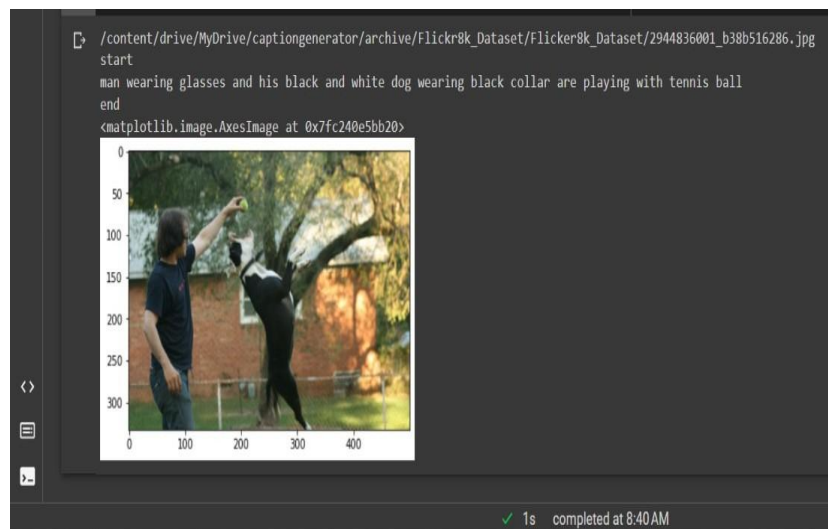 /content/drive/MyDrive/captiongenerator/archive/Flickr8k_Dataset/Flicker8k_Dataset/2944836001_b38b516286.jpg
start
man wearing glasses and his black and white dog wearing black collar are playing with tennis ball
end
<matplotlib.image.AxesImage at 0x7fc240e5bb20>
0
50
100
150
200
250
300
0 100 200 300 400
✓ 1s completed at 8:40 AM